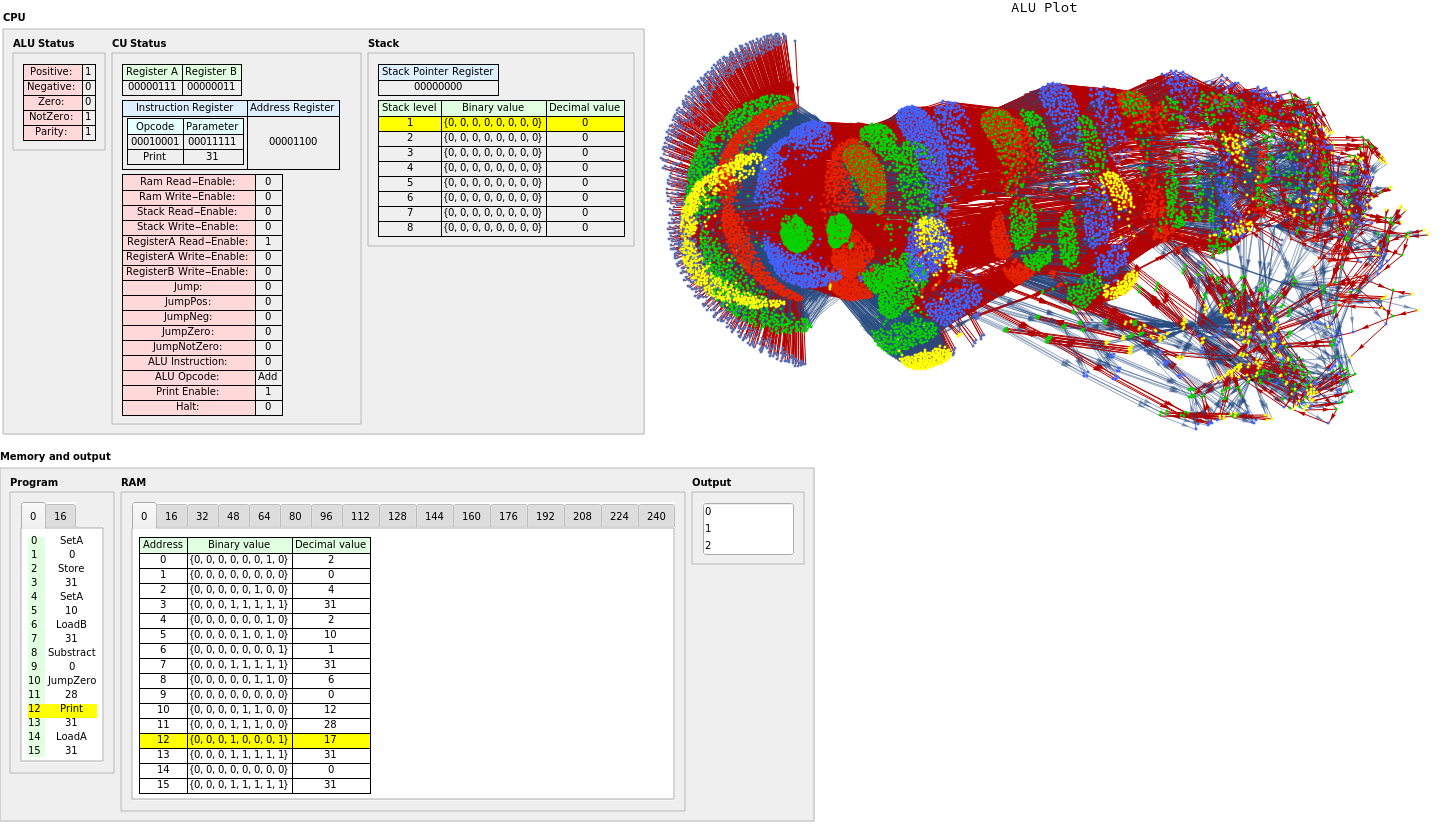 ALU Plot
CPU
ALU Status
Positive: 1
Negative: 0
Zero: 0
NotZero: 1
Parity: 1
CU Status
Register A Register B
00000111 00000011
Instruction Register Address Register
Opcode Parameter
00010001 00011111 00001100
Print 31
Ram Read−Enable: 0
Ram Write−Enable: 0
Stack Read−Enable: 0
Stack Write−Enable: 0
RegisterA Read−Enable: 1
RegisterA Write−Enable: 0
RegisterB Write−Enable: 0
Jump: 0
JumpPos: 0
JumpNeg: 0
JumpZero: 0
JumpNotZero: 0
ALU Instruction: 0
ALU Opcode: Add
Print Enable: 1
Halt: 0
Stack
Stack Pointer Register
00000000
Stack level Binary value Decimal value
1 {0, 0, 0, 0, 0, 0, 0, 0} 0
2 {0, 0, 0, 0, 0, 0, 0, 0} 0
3 {0, 0, 0, 0, 0, 0, 0, 0} 0
4 {0, 0, 0, 0, 0, 0, 0, 0} 0
5 {0, 0, 0, 0, 0, 0, 0, 0} 0
6 {0, 0, 0, 0, 0, 0, 0, 0} 0
7 {0, 0, 0, 0, 0, 0, 0, 0} 0
8 {0, 0, 0, 0, 0, 0, 0, 0} 0
Memory and output
Program
0 16
0 SetA
1 0
2 Store
3 31
4 SetA
5 10
6 LoadB
7 31
8 Substract
9 0
10 JumpZero
11 28
12 Print
13 31
14 LoadA
15 31
RAM
0 16 32 48 64 80 96 112 128 144 160 176 192 208 224 240
Address Binary value Decimal value
0 {0, 0, 0, 0, 0, 0, 1, 0} 2
1 {0, 0, 0, 0, 0, 0, 0, 0} 0
2 {0, 0, 0, 0, 0, 1, 0, 0} 4
3 {0, 0, 0, 1, 1, 1, 1, 1} 31
4 {0, 0, 0, 0, 0, 0, 1, 0} 2
5 {0, 0, 0, 0, 1, 0, 1, 0} 10
6 {0, 0, 0, 0, 0, 0, 0, 1} 1
7 {0, 0, 0, 1, 1, 1, 1, 1} 31
8 {0, 0, 0, 0, 0, 1, 1, 0} 6
9 {0, 0, 0, 0, 0, 0, 0, 0} 0
10 {0, 0, 0, 0, 1, 1, 0, 0} 12
11 {0, 0, 0, 1, 1, 1, 0, 0} 28
12 {0, 0, 0, 1, 0, 0, 0, 1} 17
13 {0, 0, 0, 1, 1, 1, 1, 1} 31
14 {0, 0, 0, 0, 0, 0, 0, 0} 0
15 {0, 0, 0, 1, 1, 1, 1, 1} 31
Output
0
1
2